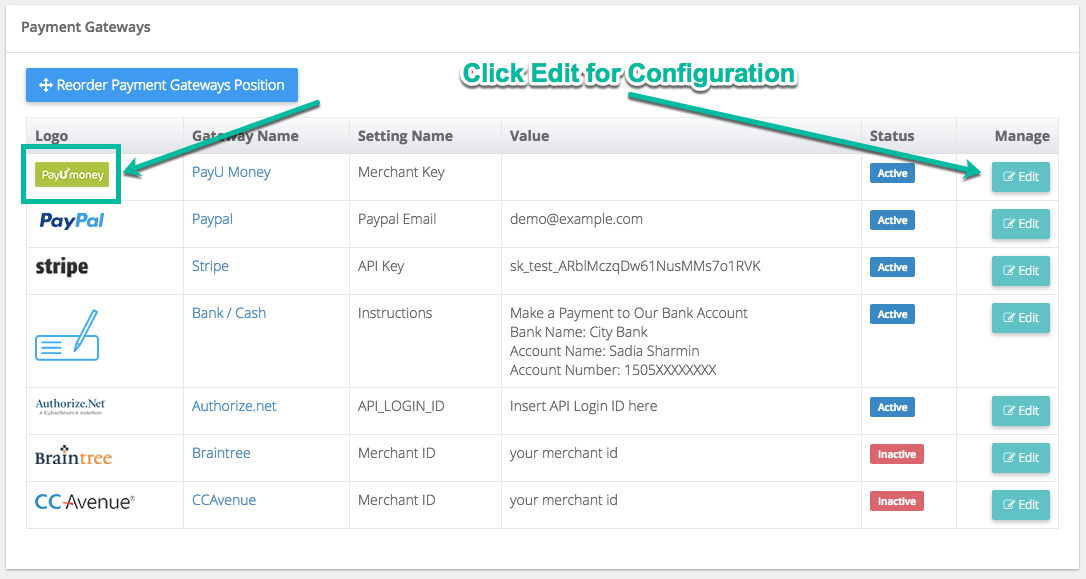 Payment Gateways
Reorder Payment Gateways Position
Click Edit for Configuration
Logo Gateway Name Setting Name Value Status Manage
PayUmoney PayU Money Merchant Key Active Edit
PayPal Paypal Paypal Email demo@example.com Active Edit
stripe Stripe API Key sk_test_ARblMczqDw61NusMMs7o1RVK Active Edit
Bank / Cash Instructions Make a Payment to Our Bank Account Active Edit
Bank Name: City Bank
Account Name: Sadia Sharmin
Account Number: 1505XXXXXXXX
Authorize.Net Authorize.net API_LOGIN_ID Insert API Login ID here Active Edit
a CyberSource solution
Braintree Braintree Merchant ID your merchant id Inactive Edit
CCAvenue® CCAvenue Merchant ID your merchant id Inactive Edit